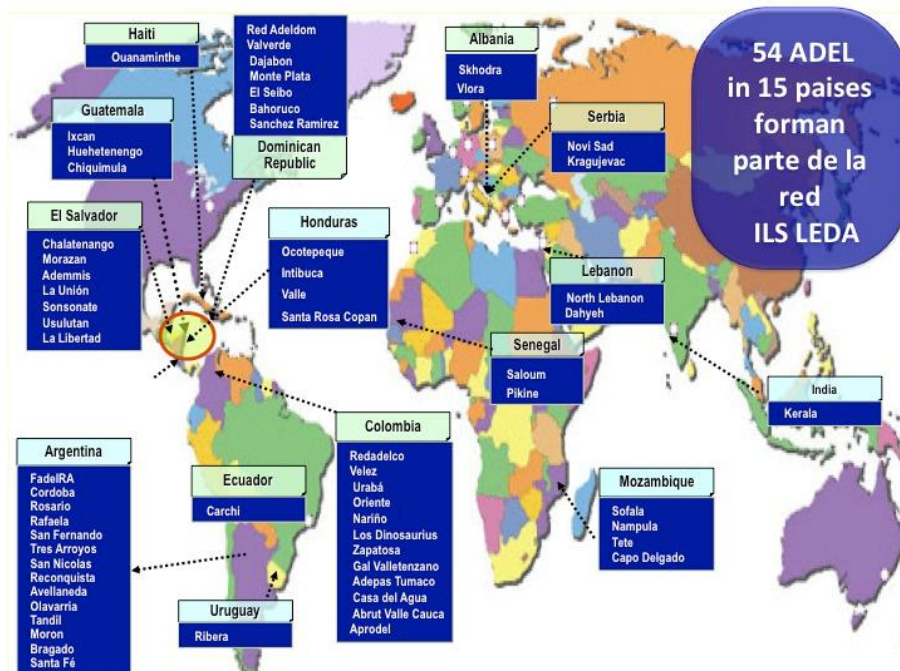 Haiti
Ouanaminthe
Red Adeldom
Valverde
Dajabon
Monte Plata
El Seibo
Bahoruco
Sanchez Ramirez
Dominican
Republic
Albania
Skhodra
Vlora
54 ADEL
in 15 paises
forman
parte de la
red
ILS LEDA
Guatemala
Ixcan
Huehetenengo
Chiquimula
Serbia
Novi Sad
Kragujevac
El Salvador
Chalatenango
Morazan
Ademmis
La Unión
Sonsonate
Usulutan
La Libertad
Honduras
Ocotepeque
Intibuca
Valle
Santa Rosa Copan
Lebanon
North Lebanon
Dahyeh
Senegal
Saloum
Pikine
India
Kerala
Argentina
FadelRA
Cordoba
Rosario
Rafaela
San Fernando
Tres Arroyos
San Nicolas
Reconquista
Avellaneda
Olavarria
Tandil
Moron
Bragado
Santa Fé
Ecuador
Carchi
Uruguay
Ribera
Colombia
Redadelco
Velez
Urabá
Oriente
Nariño
Los Dinosaurius
Zapatosa
Gal Valletenzano
Adepas Tumaco
Casa del Agua
Abrut Valle Cauca
Aprodel
Mozambique
Sofala
Nampula
Tete
Capo Delgado